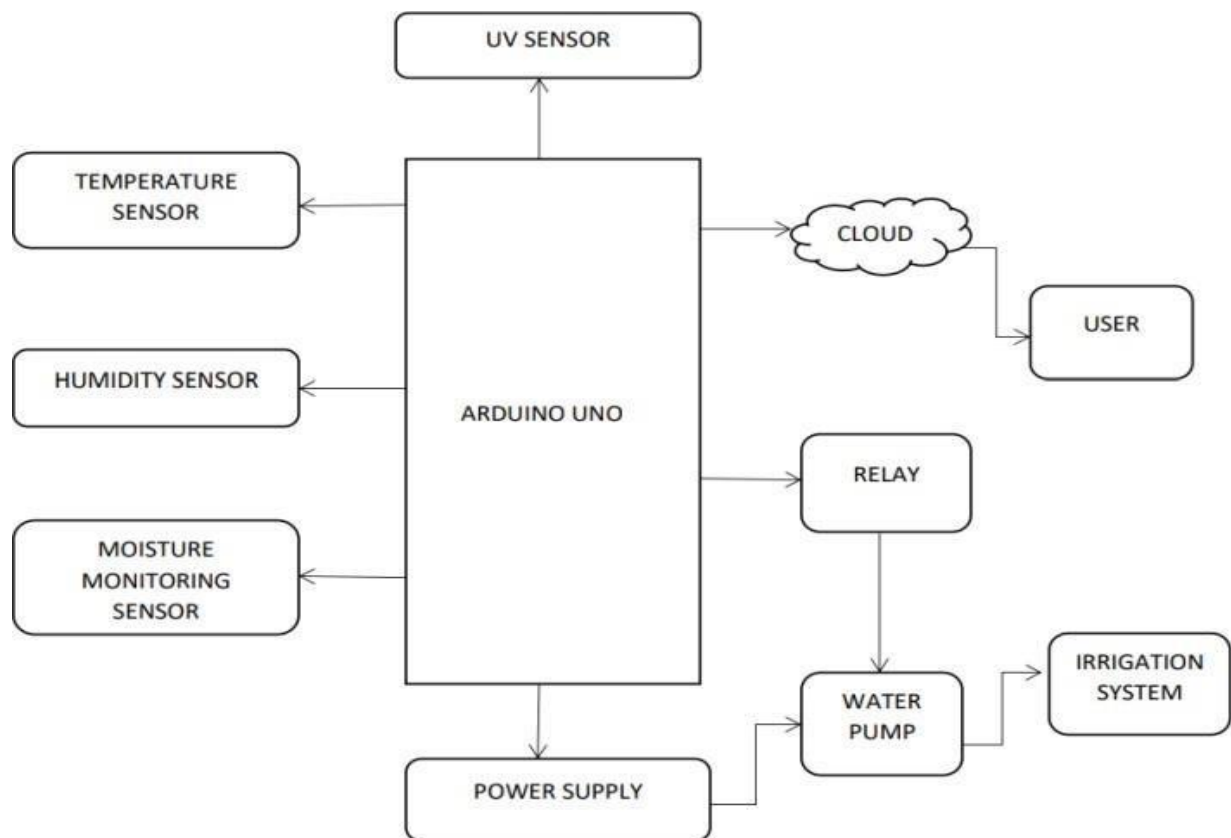 UV SENSOR
TEMPERATURE
SENSOR
CLOUD
USER
HUMIDITY SENSOR
ARDUINO UNO
RELAY
MOISTURE
MONITORING
SENSOR
WATER
PUMP
IRRIGATION
SYSTEM
POWER SUPPLY